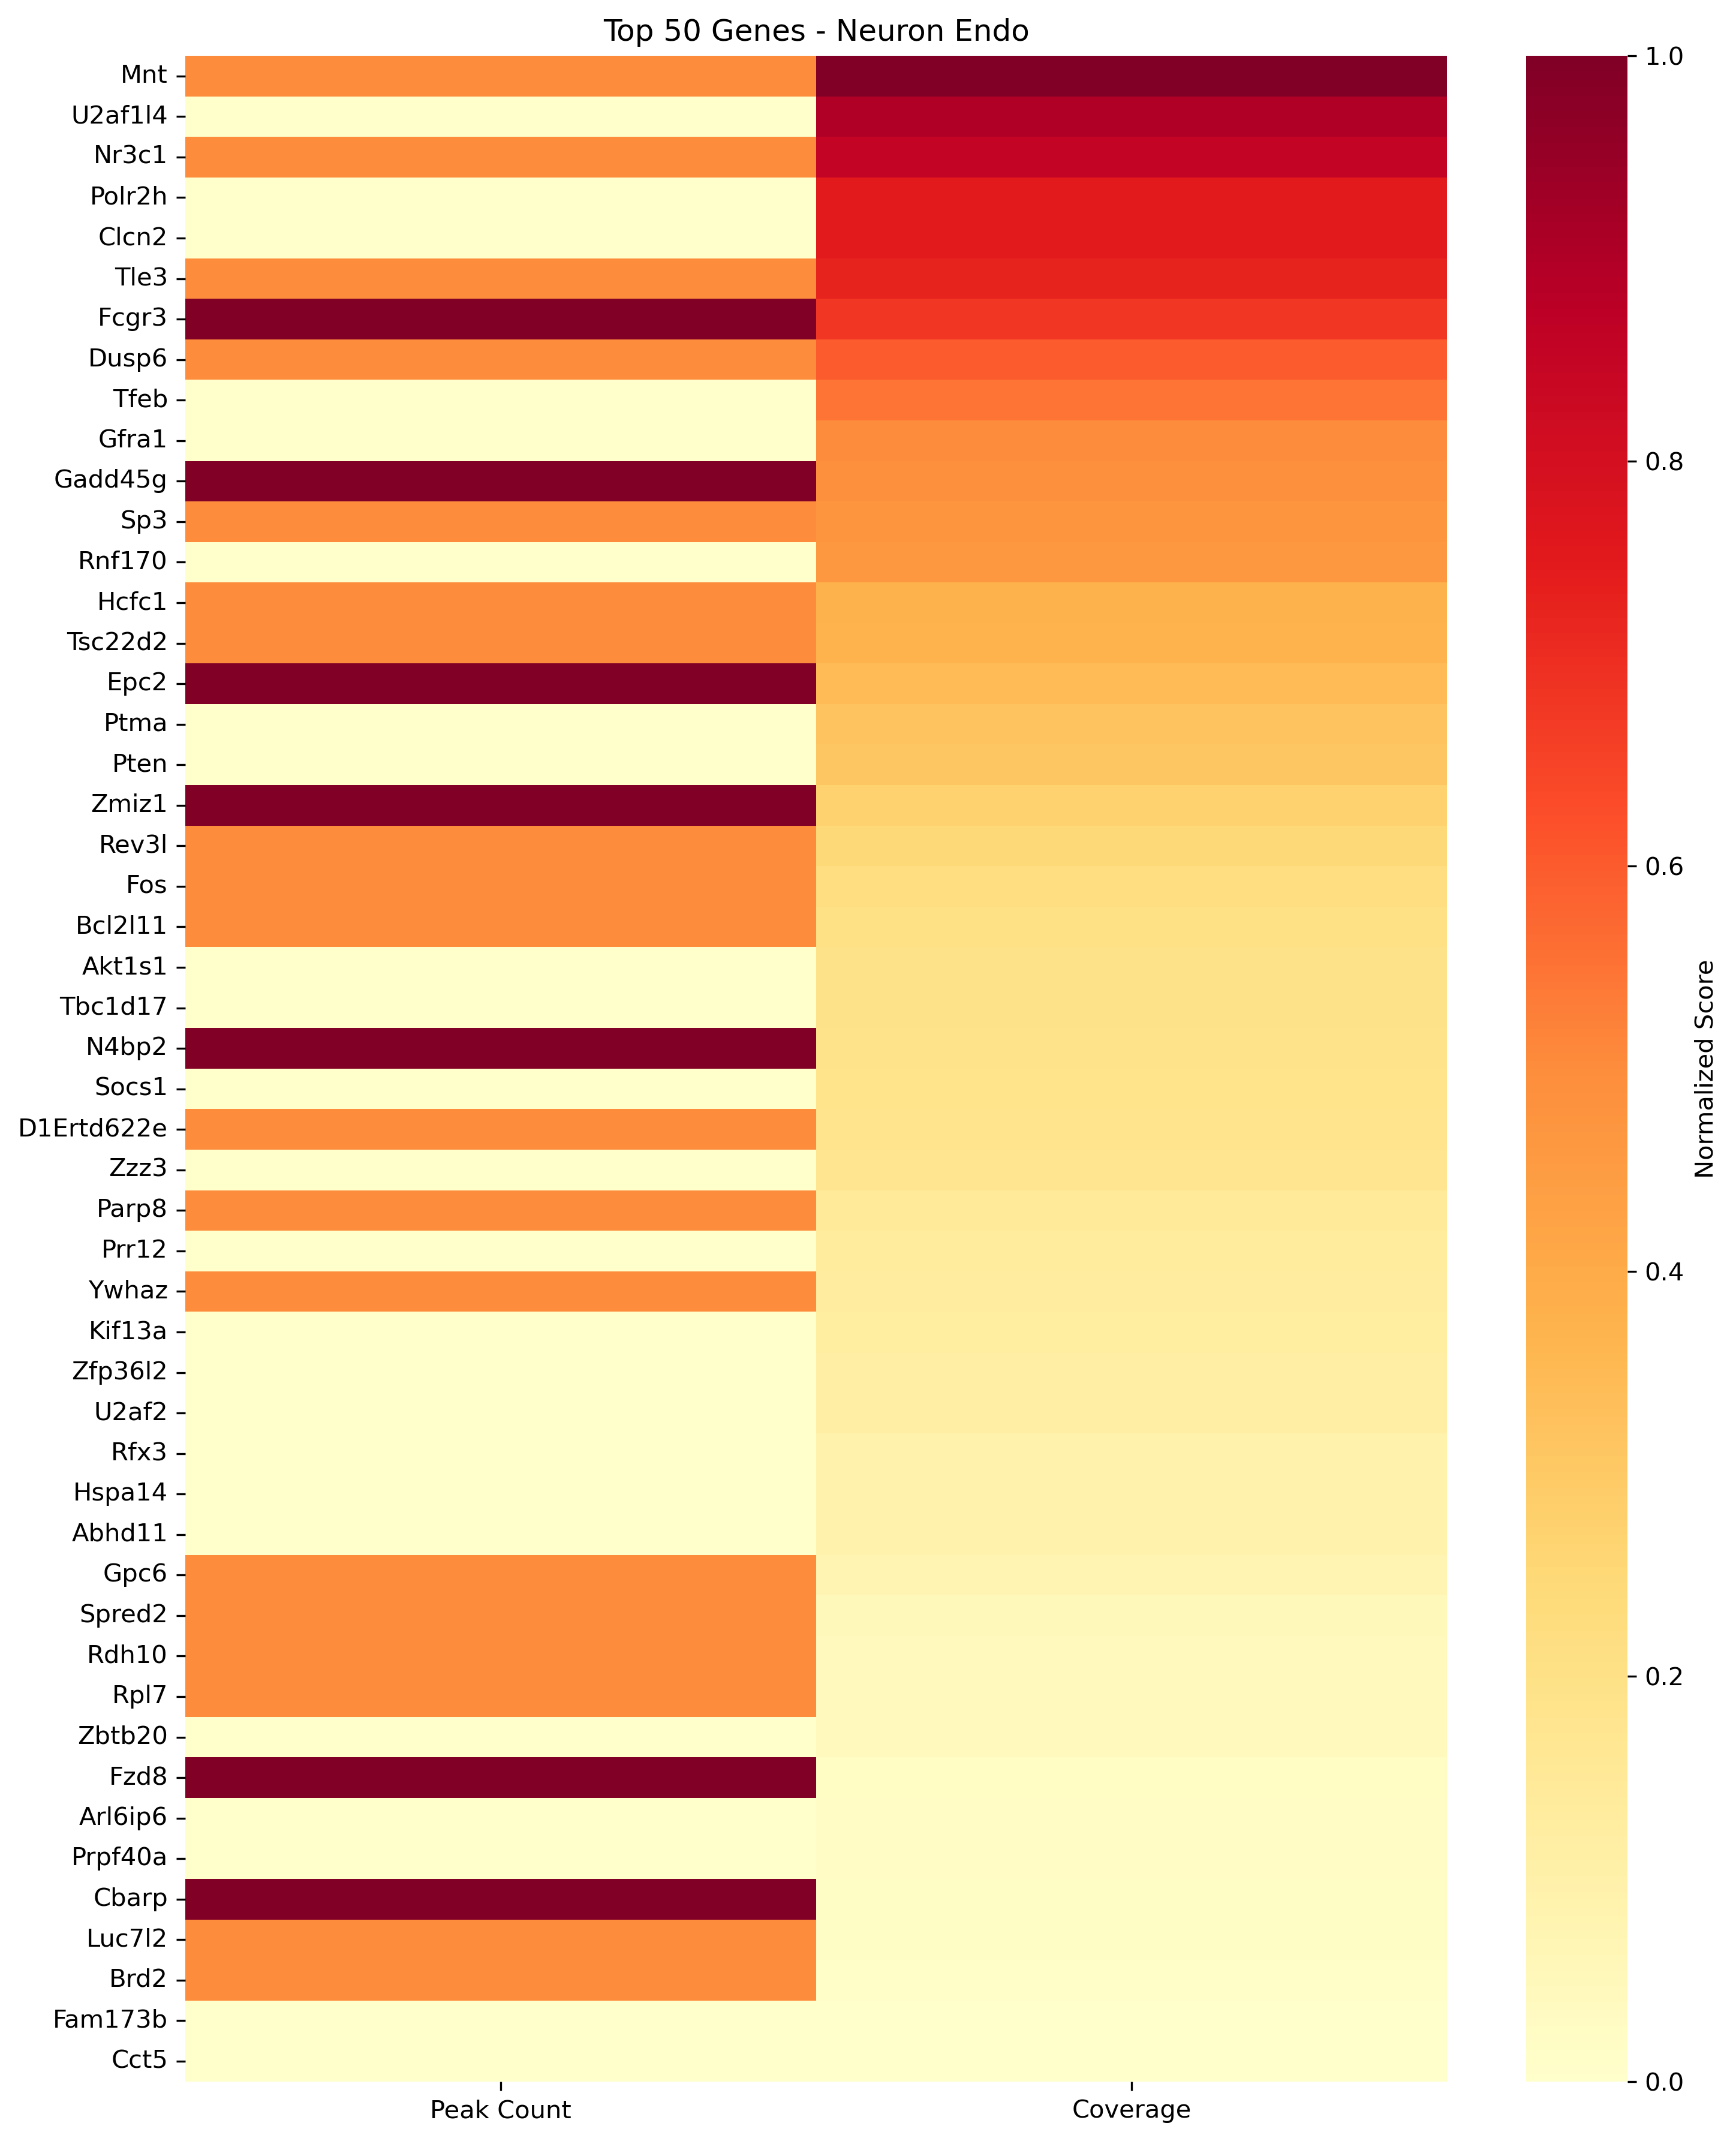 Top 50 Genes - Neuron Endo
Mnt
U2af1l4
Nr3c1
Polr2h
Clcn2
Tle3
Fcgr3
Dusp6
Tfeb
Gfra1
Gadd45g
Sp3
Rnf170
Hcfc1
Tsc22d2
Epc2
Ptma
Pten
Zmiz1
Rev3l
Fos
Bcl2l11
Akt1s1
Tbc1d17
N4bp2
Socs1
D1Ertd622e
Zzz3
Parp8
Prr12
Ywhaz
Kif13a
Zfp36l2
U2af2
Rfx3
Hspa14
Abhd11
Gpc6
Spred2
Rdh10
Rpl7
Zbtb20
Fzd8
Arl6ip6
Prpf40a
Cbarp
Luc7l2
Brd2
Fam173b
Cct5
Peak Count
Coverage
1.0
0.8
0.6
0.4
0.2
0.0
Normalized Score